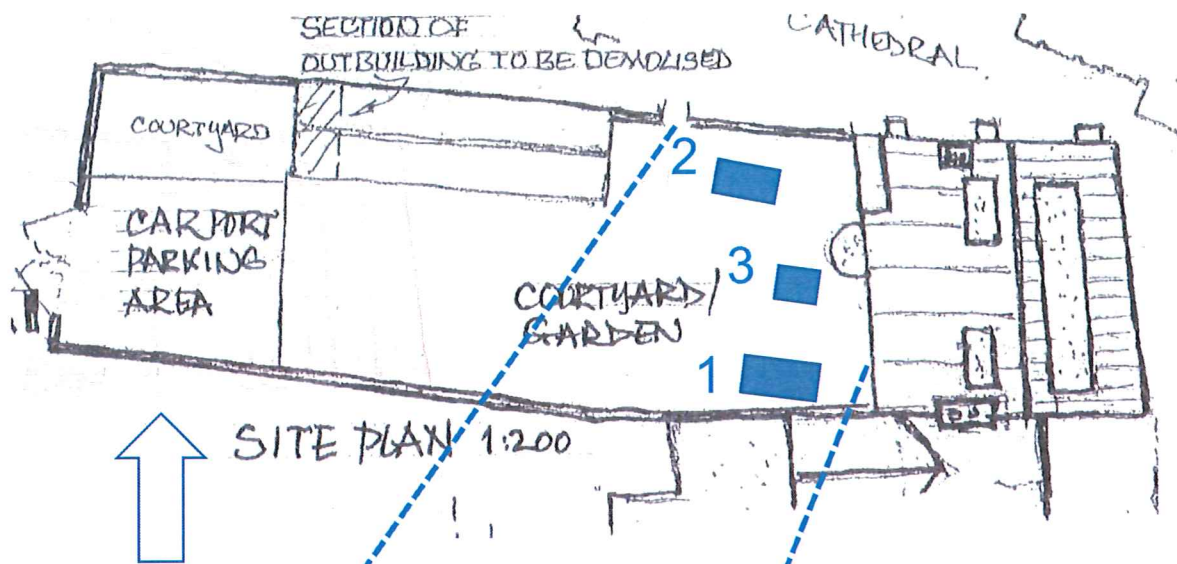 SECTION OF
OUTBUILDING TO BE DEMOLISED
CATHEDRAL
COURTYARD
CARPORT
PARKING
AREA
2
3
COURTYARD/
GARDEN
1
SITE PLAN 1:200